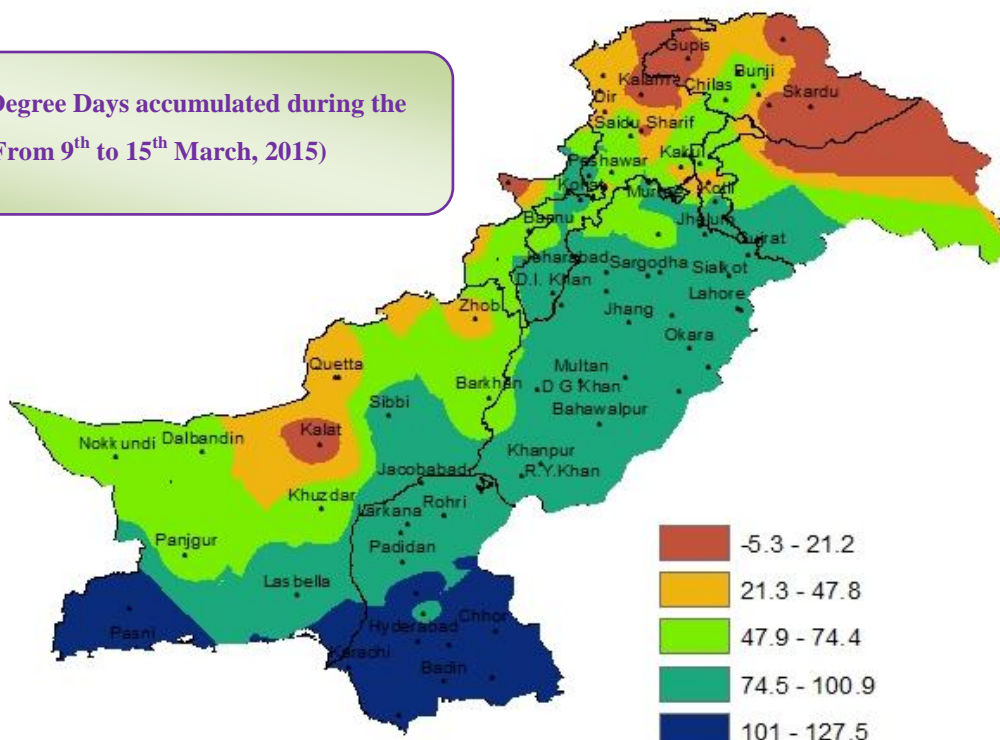 Degree Days accumulated during the
From 9th to 15th March, 2015)
Gupis
Bunji
Kalam
Chilas
Skardu
Dir
Saidu Sharif
Kakul
Peshawar
Kohat
Kotli
Bannu
Jhelum
Gujrat
Joharabad
Sargodha
Sialkot
D.I. Khan
Lahore
Zhob
Jhang
Okara
Quetta
Multan
Barkhan
D G Khan
Sibbi
Bahawalpur
Kalat
Nokkundi
Dalbandin
Khanpur
Jacobabad
R.Y.Khan
Khuzdar
Rohri
Larkana
Panjgur
Padidan
Las bella
Chhor
Hyderabad
Pasni
Karachi
Badin
-5.3 - 21.2
21.3 - 47.8
47.9 - 74.4
74.5 - 100.9
101 - 127.5